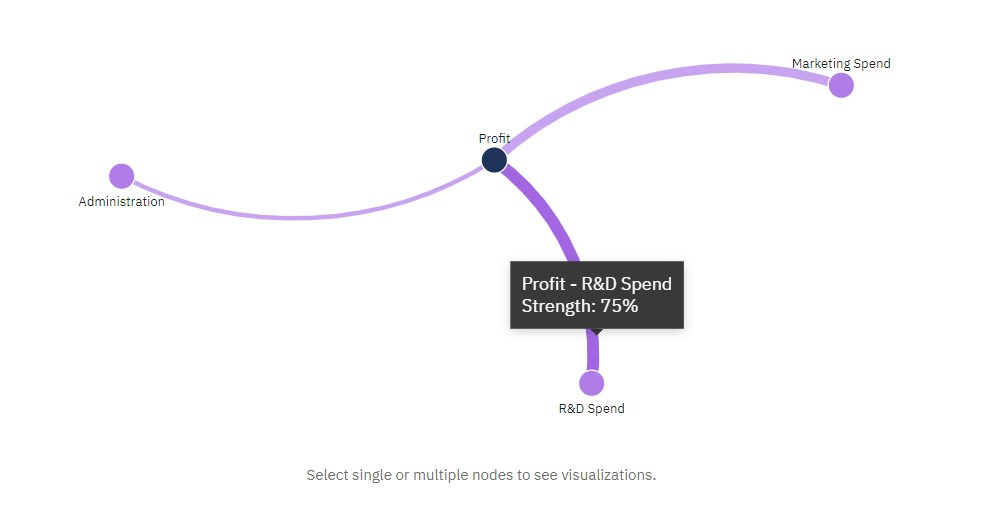 Marketing Spend
Profit
Administration
Profit - R&D Spend
Strength: 75%
R&D Spend
Select single or multiple nodes to see visualizations.